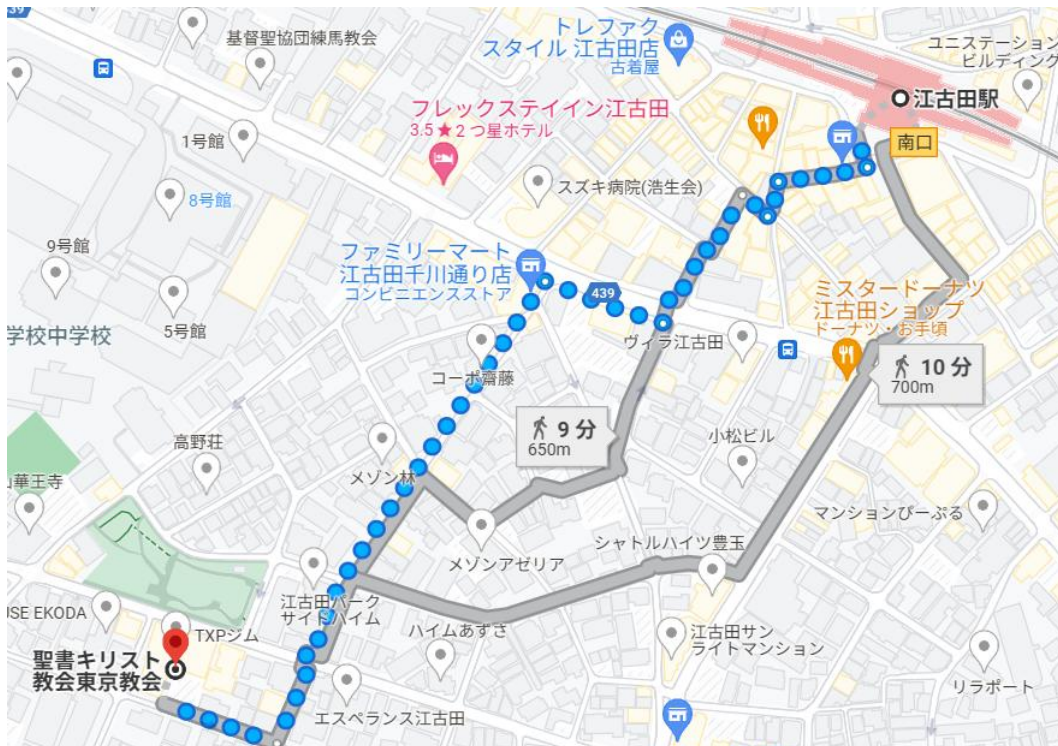 439
基督聖協団練馬教会
トレファク
スタイル 江古田店
古着屋
ユニステーション
ビルディング
江古田駅
南口
フレックステイイン江古田
3.5★2 つ星ホテル
1号館
8号館
スズキ病院(浩生会)
9号館
ファミリーマート
江古田千川通り店
コンビニエンスストア
439
ミスタードーナツ
江古田ショップ
ドーナツ・お手頃
5号館
学校中学校
ヴィラ江古田
コーポ齋藤
10 分
700m
9 分
650m
高野荘
小松ビル
メゾン林
華王寺
マンションぴーぷる
シャトルハイツ豊玉
メゾンアゼリア
江古田パーク
サイドハイム
USE EKODA
TXPジム
ハイムあずさ
江古田サン
ライトマンション
聖書キリスト
教会東京教会
エスペランス江古田
リラポート